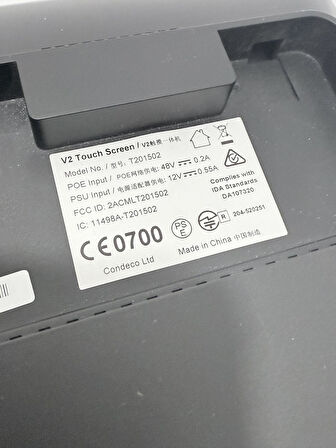 V2 Touch Screen / V2触摸一体机
Model No. / 型号: T201502
POE Input / POE网络供电: 48V 0.2A
PSU Input / 电源适配器供电: 12V 0.55A
FCC ID: 2ACMLT201502
IC: 11498A-T201502
Complies with
IDA Standards
DA107320
CE0700
PS
E
R 204-520251
Condeco Ltd
Made in China 中国制造